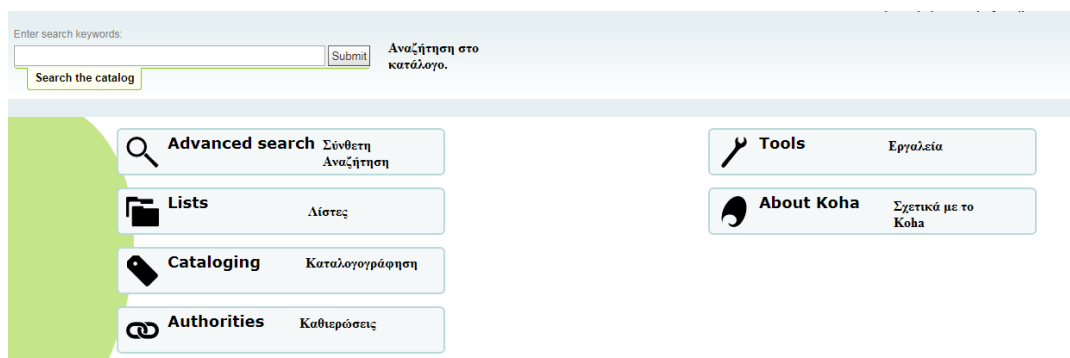 Enter search keywords:
Submit
Αναζήτηση στο
κατάλογο.
Search the catalog
Advanced search Σύνθετη
Αναζήτηση
Tools Εργαλεία
Lists Λίστες
About Koha Σχετικά με το
Koha
Cataloging Καταλογογράφηση
Authorities Καθιερώσεις